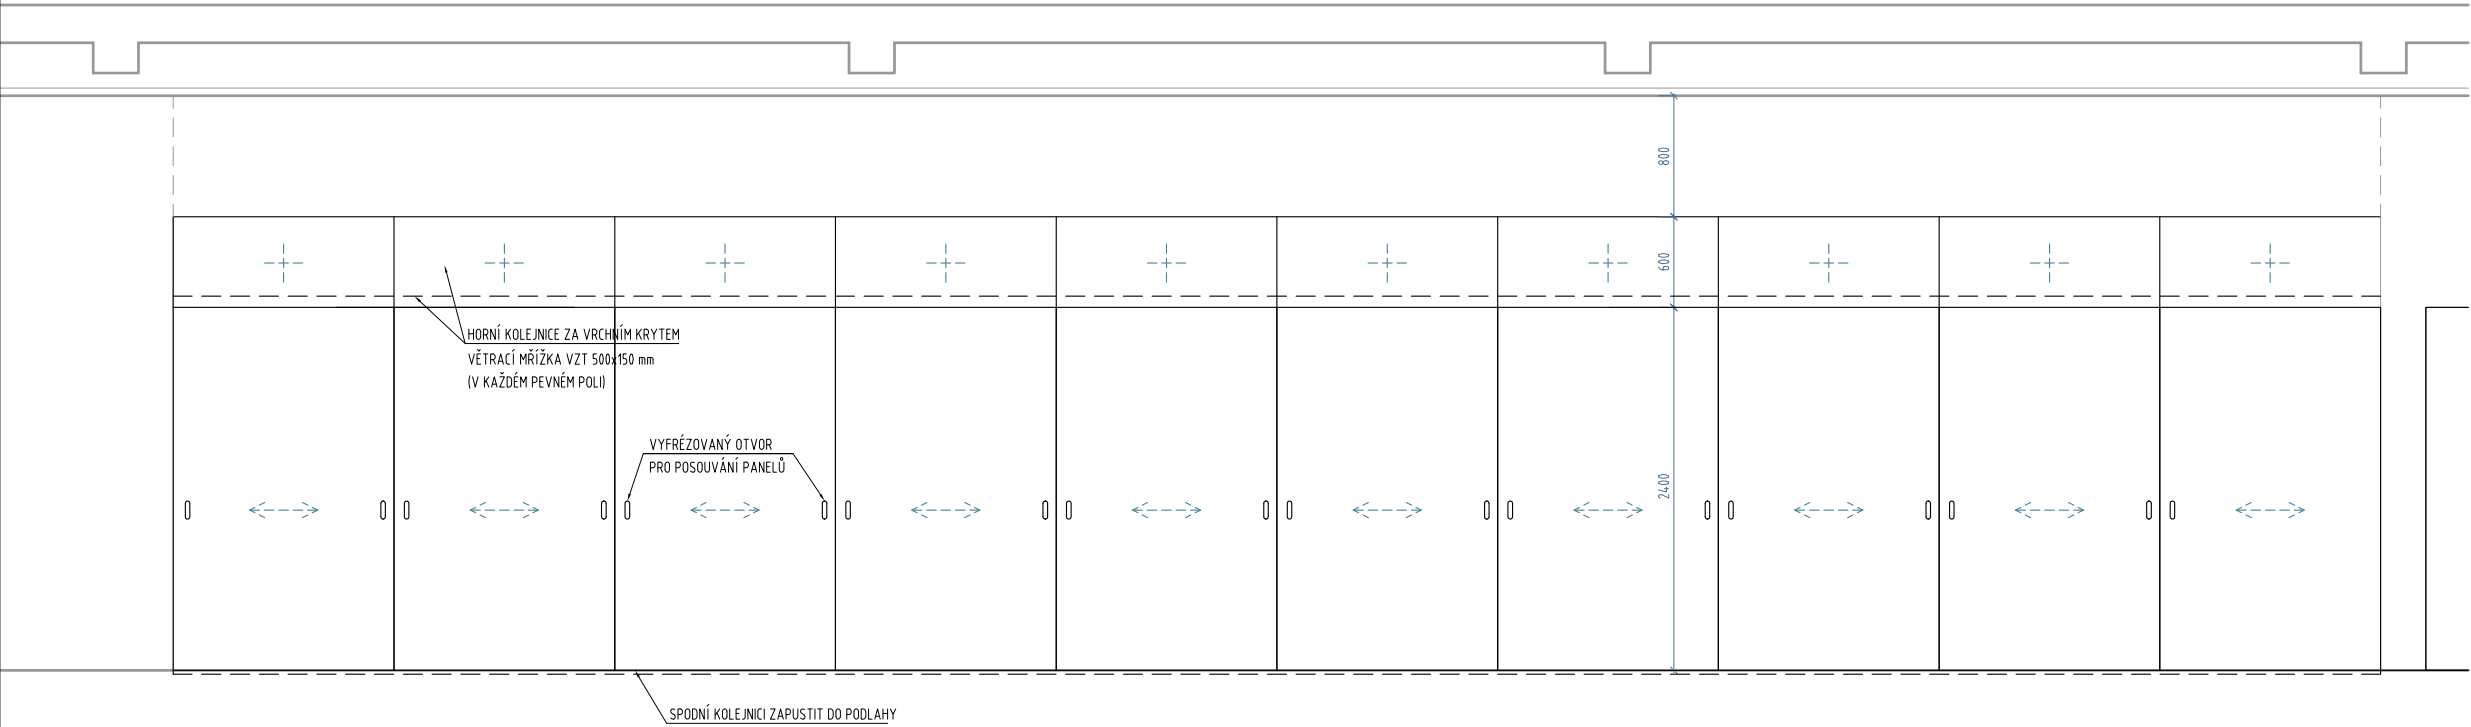 800
600
HORNÍ KOLEJNICE ZA VRCHNÍM KRYTEM
VĚTRACÍ MŘÍŽKA VZT 500x150 mm
(V KAŽDÉM PEVNÉM POLI)
VYFRÉZOVANÝ OTVOR
PRO POSOUVÁNÍ PANELŮ
2400
SPODNÍ KOLEJNICI ZAPUSTIT DO PODLAHY